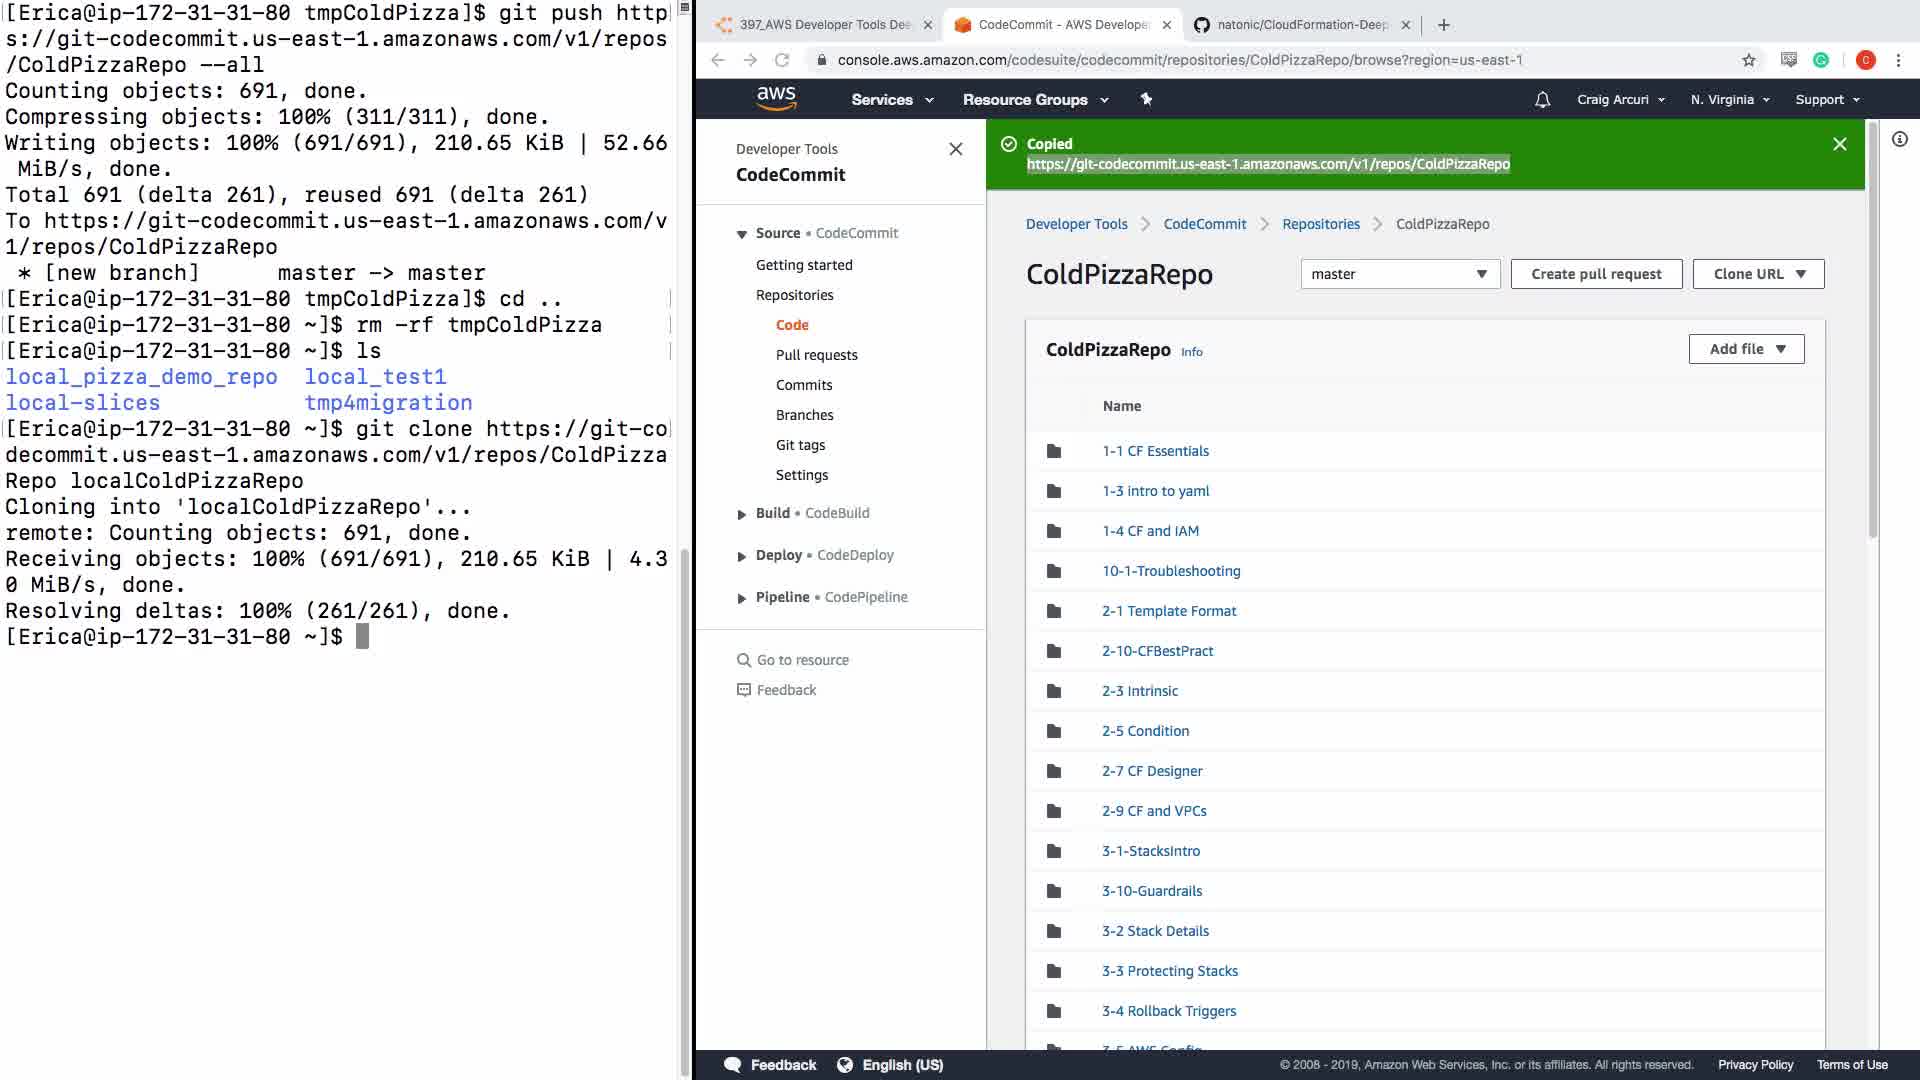 [Erica@ip-172-31-31-80 tmpColdPizza]$ git push http
s://git-codecommit.us-east-1.amazonaws.com/v1/repos
/ColdPizzaRepo --all
Counting objects: 691, done.
Compressing objects: 100% (311/311), done.
Writing objects: 100% (691/691), 210.65 KiB | 52.66
MiB/s, done.
Total 691 (delta 261), reused 691 (delta 261)
To https://git-codecommit.us-east-1.amazonaws.com/v
1/repos/ColdPizzaRepo
* [new branch]      master -> master
[Erica@ip-172-31-31-80 tmpColdPizza]$ cd ..
[Erica@ip-172-31-31-80 ~]$ rm -rf tmpColdPizza
[Erica@ip-172-31-31-80 ~]$ ls
local_pizza_demo_repo  local_test1
local-slices           tmp4migration
[Erica@ip-172-31-31-80 ~]$ git clone https://git-co
decommit.us-east-1.amazonaws.com/v1/repos/ColdPizza
Repo localColdPizzaRepo
Cloning into 'localColdPizzaRepo'...
remote: Counting objects: 691, done.
Receiving objects: 100% (691/691), 210.65 KiB | 4.3
0 MiB/s, done.
Resolving deltas: 100% (261/261), done.
[Erica@ip-172-31-31-80 ~]$
397_AWS Developer Tools Dee
CodeCommit - AWS Developer
natonic/CloudFormation-Deep
console.aws.amazon.com/codesuite/codecommit/repositories/ColdPizzaRepo/browse?region=us-east-1
C
aws
Services
Resource Groups
Craig Arcuri
N. Virginia
Support
Developer Tools
CodeCommit
Source • CodeCommit
Getting started
Repositories
Code
Pull requests
Commits
Branches
Git tags
Settings
Build • CodeBuild
Deploy • CodeDeploy
Pipeline • CodePipeline
Go to resource
Feedback
Copied
https://git-codecommit.us-east-1.amazonaws.com/v1/repos/ColdPizzaRepo
Developer Tools
CodeCommit
Repositories
ColdPizzaRepo
ColdPizzaRepo
master
Create pull request
Clone URL
ColdPizzaRepo
Info
Add file
Name
1-1 CF Essentials
1-3 intro to yaml
1-4 CF and IAM
10-1-Troubleshooting
2-1 Template Format
2-10-CFBestPract
2-3 Intrinsic
2-5 Condition
2-7 CF Designer
2-9 CF and VPCs
3-1-StacksIntro
3-10-Guardrails
3-2 Stack Details
3-3 Protecting Stacks
3-4 Rollback Triggers
3-5 AWS Config
Feedback
English (US)
© 2008 - 2019, Amazon Web Services, Inc. or its affiliates. All rights reserved.
Privacy Policy
Terms of Use